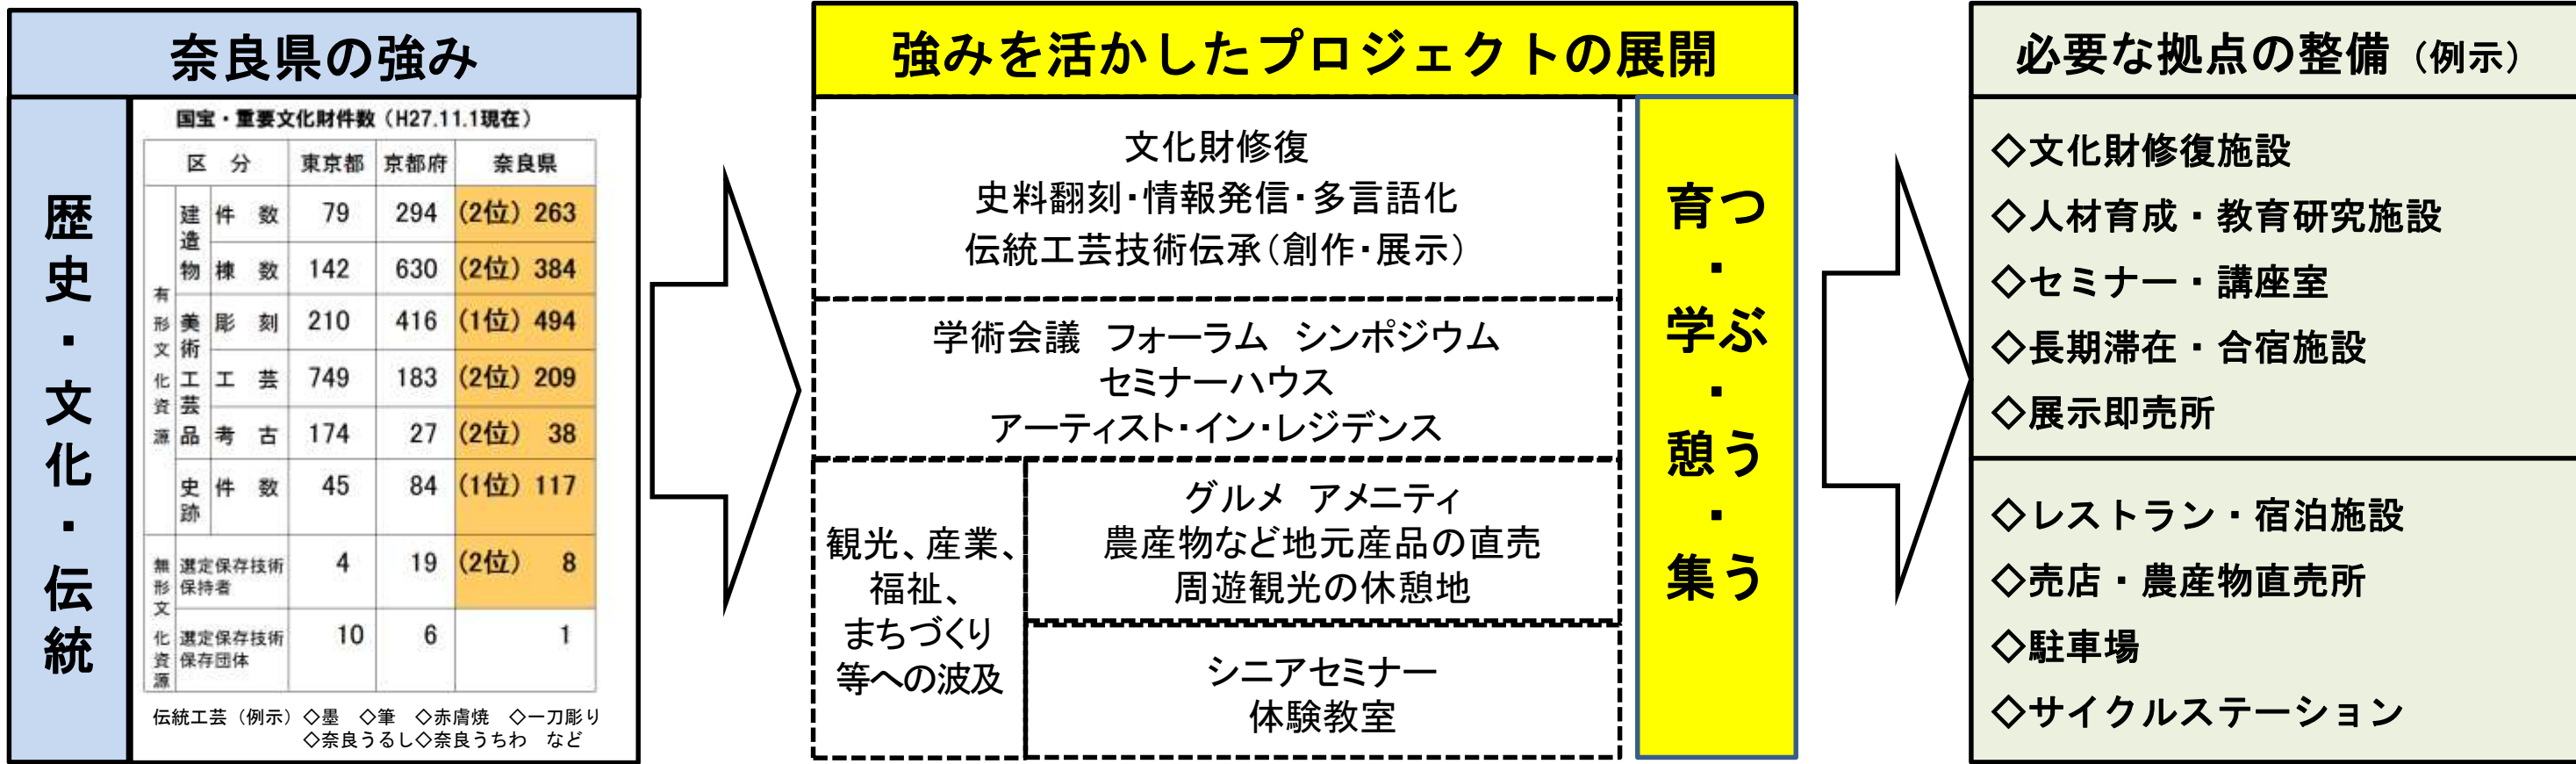 奈良県の強み
歴史・文化・伝統
国宝・重要文化財件数（H27.11.1現在）
区 分 東京都 京都府 奈良県
有形文化資源
建造物 件数 79 294 (2位) 263
棟数 142 630 (2位) 384
美術工芸品 彫刻 210 416 (1位) 494
工芸 749 183 (2位) 209
考古 174 27 (2位) 38
史跡 件数 45 84 (1位) 117
無形文化資源
選定保存技術保持者 4 19 (2位) 8
選定保存技術保存団体 10 6 1
伝統工芸（例示）◇墨 ◇筆 ◇赤膚焼 ◇一刀彫り
◇奈良うるし◇奈良うちわ など
強みを活かしたプロジェクトの展開
文化財修復
史料翻刻・情報発信・多言語化
伝統工芸技術伝承（創作・展示）
学術会議 フォーラム シンポジウム
セミナーハウス
アーティスト・イン・レジデンス
観光、産業、
福祉、
まちづくり
等への波及
グルメ アメニティ
農産物など地元産品の直売
周遊観光の休憩地
シニアセミナー
体験教室
育つ・学ぶ・憩う・集う
必要な拠点の整備（例示）
◇文化財修復施設
◇人材育成・教育研究施設
◇セミナー・講座室
◇長期滞在・合宿施設
◇展示即売所
◇レストラン・宿泊施設
◇売店・農産物直売所
◇駐車場
◇サイクルステーション